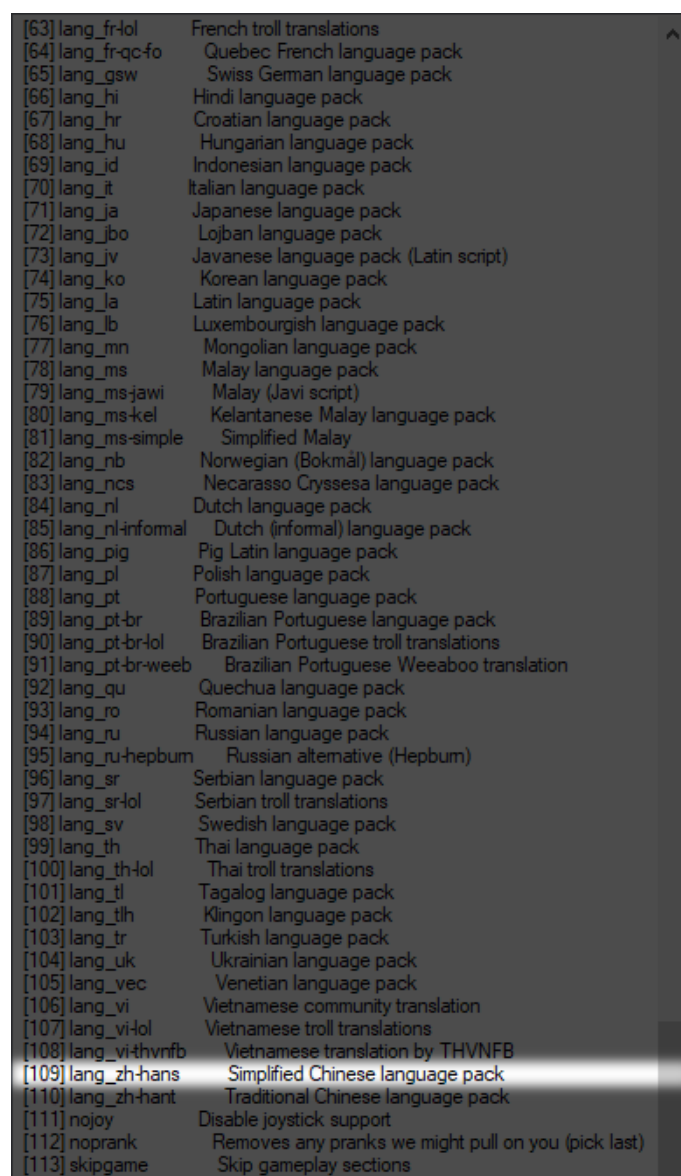 [63] lang_fr-lol French troll translations
[64] lang_fr-qc-fo Quebec French language pack
[65] lang_gsw Swiss German language pack
[66] lang_hi Hindi language pack
[67] lang_hr Croatian language pack
[68] lang_hu Hungarian language pack
[69] lang_id Indonesian language pack
[70] lang_it Italian language pack
[71] lang_ja Japanese language pack
[72] lang_jbo Lojban language pack
[73] lang_jv Javanese language pack (Latin script)
[74] lang_ko Korean language pack
[75] lang_la Latin language pack
[76] lang_lb Luxembourgish language pack
[77] lang_mn Mongolian language pack
[78] lang_ms Malay language pack
[79] lang_ms-jawi Malay (Javi script)
[80] lang_ms-kel Kelantanese Malay language pack
[81] lang_ms-simple Simplified Malay
[82] lang_nb Norwegian (Bokmål) language pack
[83] lang_ncs Necarasso Cryssesa language pack
[84] lang_nl Dutch language pack
[85] lang_nl-informal Dutch (informal) language pack
[86] lang_pig Pig Latin language pack
[87] lang_pl Polish language pack
[88] lang_pt Portuguese language pack
[89] lang_pt-br Brazilian Portuguese language pack
[90] lang_pt-br-lol Brazilian Portuguese troll translations
[91] lang_pt-br-weeb Brazilian Portuguese Weeaboo translation
[92] lang_qu Quechua language pack
[93] lang_ro Romanian language pack
[94] lang_ru Russian language pack
[95] lang_ru-hepburn Russian alternative (Hepburn)
[96] lang_sr Serbian language pack
[97] lang_sr-lol Serbian troll translations
[98] lang_sv Swedish language pack
[99] lang_th Thai language pack
[100] lang_th-lol Thai troll translations
[101] lang_tl Tagalog language pack
[102] lang_tlh Klingon language pack
[103] lang_tr Turkish language pack
[104] lang_uk Ukrainian language pack
[105] lang_vec Venetian language pack
[106] lang_vi Vietnamese community translation
[107] lang_vi-lol Vietnamese troll translations
[108] lang_vi-thvnfb Vietnamese translation by THVNFB
[109] lang_zh-hans Simplified Chinese language pack
[110] lang_zh-hant Traditional Chinese language pack
[111] nojoy Disable joystick support
[112] noprank Removes any pranks we might pull on you (pick last)
[113] skipgame Skip gameplay sections